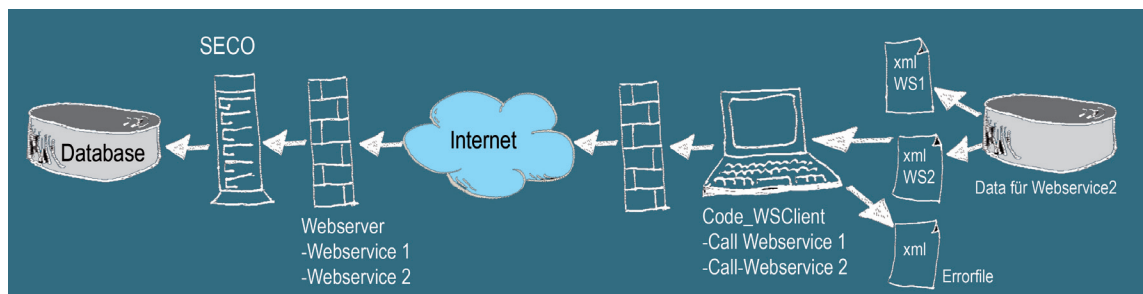 SECO
Database
Webserver
-Webservice 1
-Webservice 2
Internet
Code_WSClient
-Call Webservice 1
-Call-Webservice 2
xml
WS1
xml
WS2
Data für Webservice2
xml
Errorfile